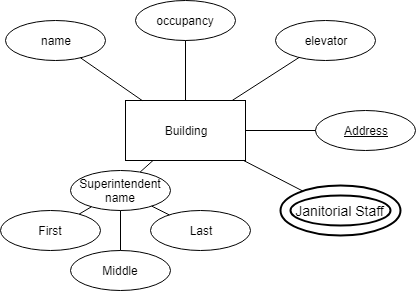 occupancy
name
elevator
Building
Address
Superintendent
name
Janitorial Staff
First
Last
Middle